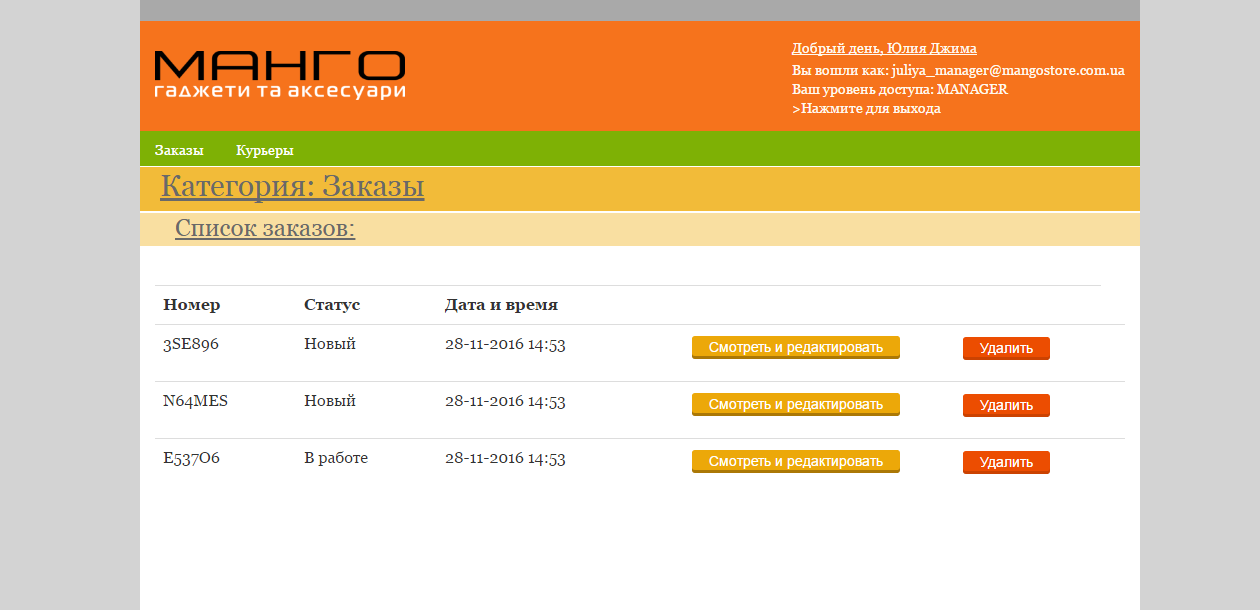 МАНГО
гаджети та аксесуари
Добрый день, Юлия Джима
Вы вошли как: juliya_manager@mangostore.com.ua
Ваш уровень доступа: MANAGER
>Нажмите для выхода
Заказы Курьеры
Категория: Заказы
Список заказов:
Номер Статус Дата и время
3SE896 Новый 28-11-2016 14:53 Смотреть и редактировать Удалить
N64MES Новый 28-11-2016 14:53 Смотреть и редактировать Удалить
E537O6 В работе 28-11-2016 14:53 Смотреть и редактировать Удалить